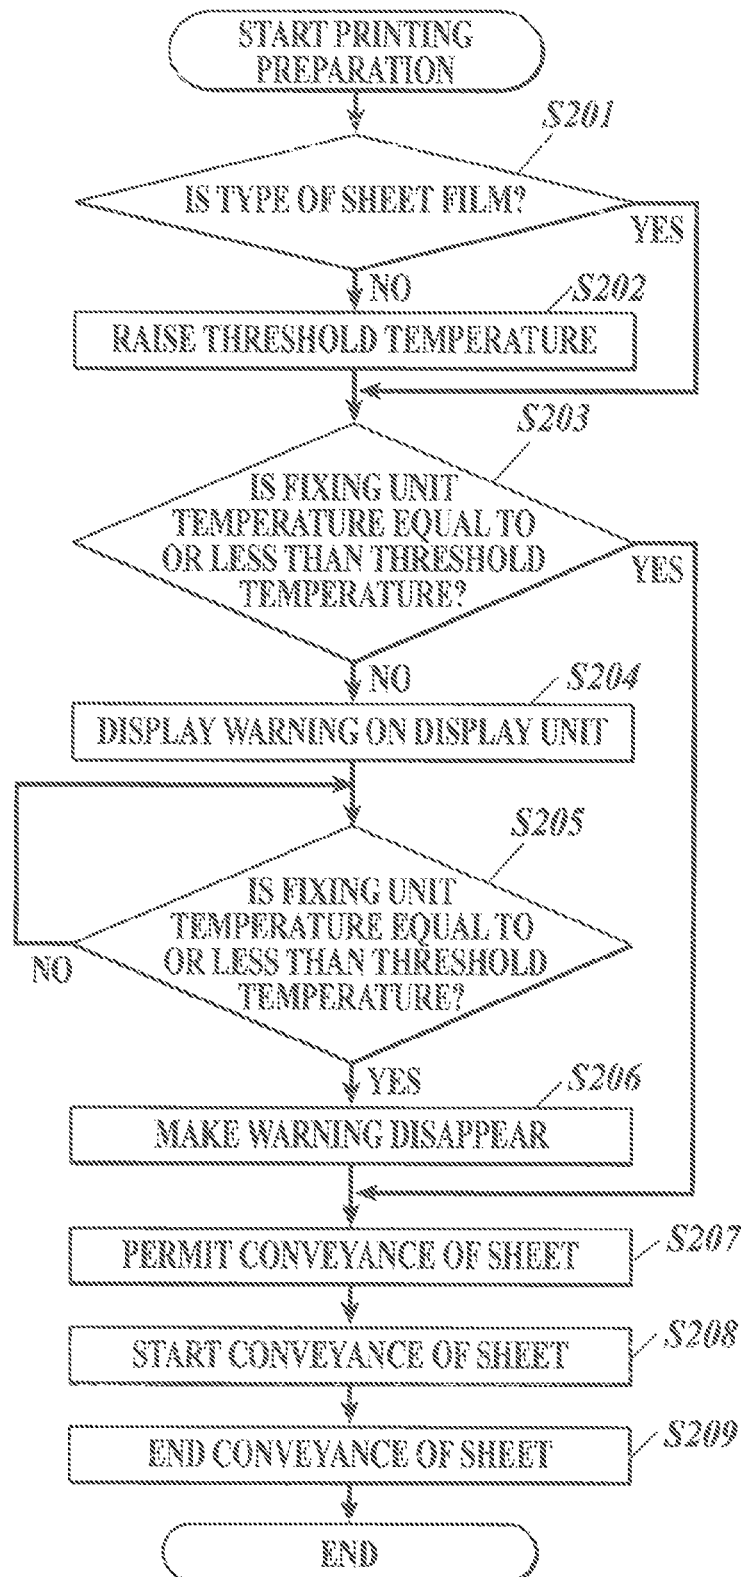 START PRINTING
PREPARATION
S201
IS TYPE OF SHEET FILM?
YES
NO
S202
RAISE THRESHOLD TEMPERATURE
S203
IS FIXING UNIT
TEMPERATURE EQUAL TO
OR LESS THAN THRESHOLD
TEMPERATURE?
YES
NO
S204
DISPLAY WARNING ON DISPLAY UNIT
S205
IS FIXING UNIT
TEMPERATURE EQUAL TO
OR LESS THAN THRESHOLD
TEMPERATURE?
NO
YES
S206
MAKE WARNING DISAPPEAR
S207
PERMIT CONVEYANCE OF SHEET
S208
START CONVEYANCE OF SHEET
S209
END CONVEYANCE OF SHEET
END